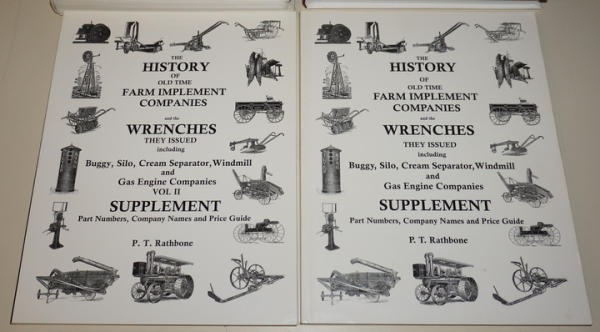 THE
HISTORY
OF
OLD TIME
FARM IMPLEMENT
COMPANIES
and the
WRENCHES
THEY ISSUED
including
Buggy, Silo, Cream Separator, Windmill
and
Gas Engine Companies
VOL II
SUPPLEMENT
Part Numbers, Company Names and Price Guide
P. T. Rathbone
THE
HISTORY
OF
OLD TIME
FARM IMPLEMENT
COMPANIES
and the
WRENCHES
THEY ISSUED
including
Buggy, Silo, Cream Separator, Windmill
and
Gas Engine Companies
SUPPLEMENT
Part Numbers, Company Names and Price Guide
P. T. Rathbone